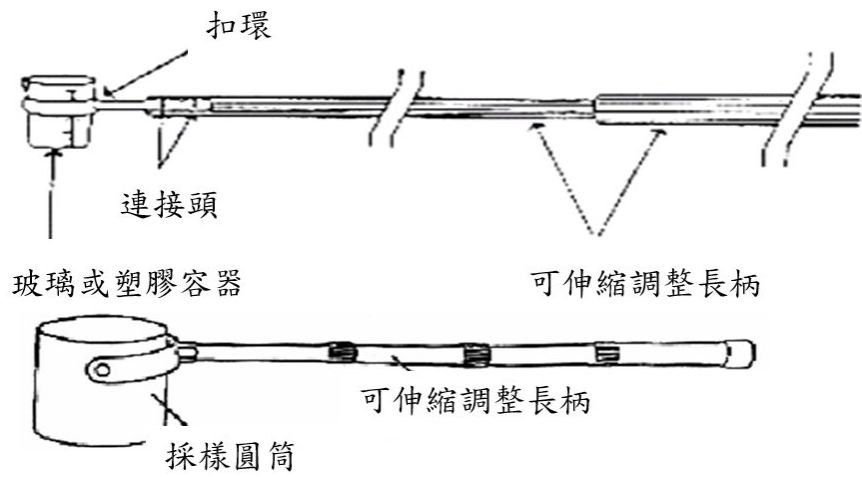 扣環
連接頭
玻璃或塑膠容器
可伸縮調整長柄
可伸縮調整長柄
採樣圓筒